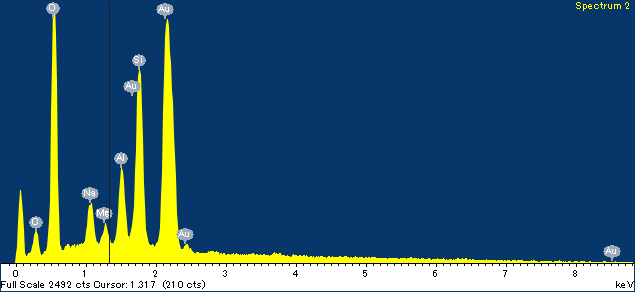 Spectrum 2
O Au
Si
Au
Al
Na
C Mg Au Au
0 1 2 3 4 5 6 7 8
Full Scale 2492 cts Cursor: 1.317 (210 cts) keV